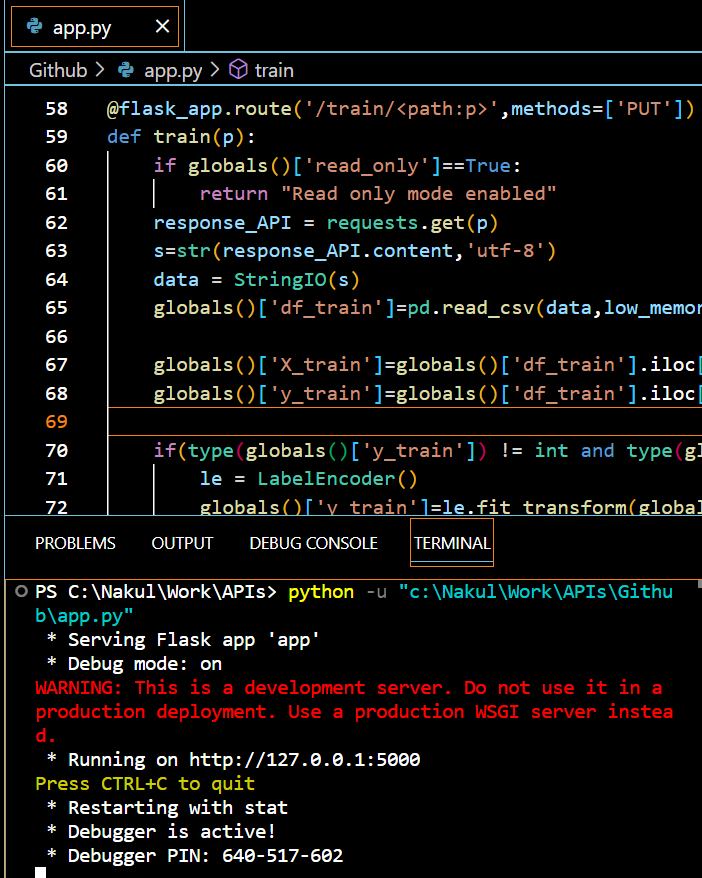 app.py
Github > app.py > train
58 @flask_app.route('/train/<path:p>',methods=['PUT'])
59 def train(p):
60     if globals()['read_only']==True:
61         return "Read only mode enabled"
62     response_API = requests.get(p)
63     s=str(response_API.content,'utf-8')
64     data = StringIO(s)
65     globals()['df_train']=pd.read_csv(data,low_memor
66
67     globals()['X_train']=globals()['df_train'].iloc[
68     globals()['y_train']=globals()['df_train'].iloc[
69
70     if(type(globals()['y_train']) != int and type(gl
71         le = LabelEncoder()
72         globals()['y_train']=le.fit_transform(global
PROBLEMS OUTPUT DEBUG CONSOLE TERMINAL
PS C:\Nakul\Work\APIs> python -u "c:\Nakul\Work\APIs\Githu
b\app.py"
 * Serving Flask app 'app'
 * Debug mode: on
WARNING: This is a development server. Do not use it in a
production deployment. Use a production WSGI server instea
d.
 * Running on http://127.0.0.1:5000
Press CTRL+C to quit
 * Restarting with stat
 * Debugger is active!
 * Debugger PIN: 640-517-602